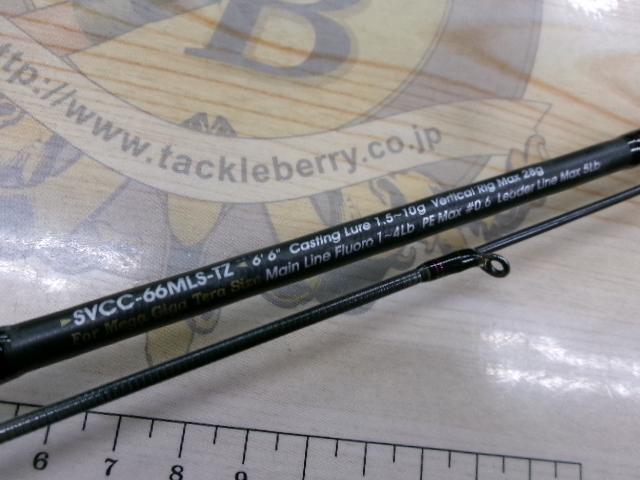 B
http://www.tackleberry.co.jp
SVCC-66MLS-TZ 6'6" Casting Lure 1.5~10g Vertical Rig Max 28g
For Mega Giga Tera Size Main Line Fluoro 1~4Lb PE Max #0.6 Leader Line Max 5Lb
6 7 8 9